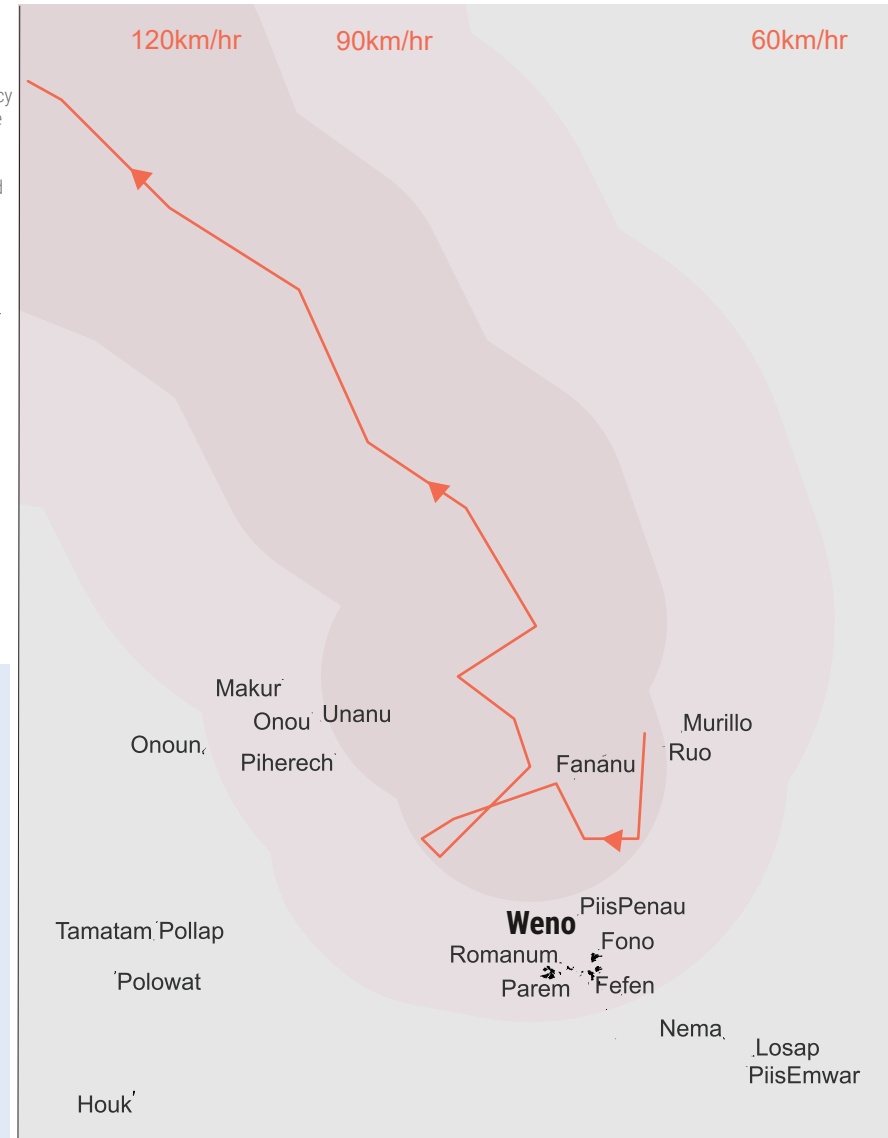 120km/hr 90km/hr 60km/hr
cy
Makur
Onou Unanu
Murillo
Onoun
Ruo
Piherech
Fananu
PiisPenau
Weno
Tamatam Pollap
Fono
Romanum
Polowat
Parem Fefen
Nema
Losap
PiisEmwar
Houk